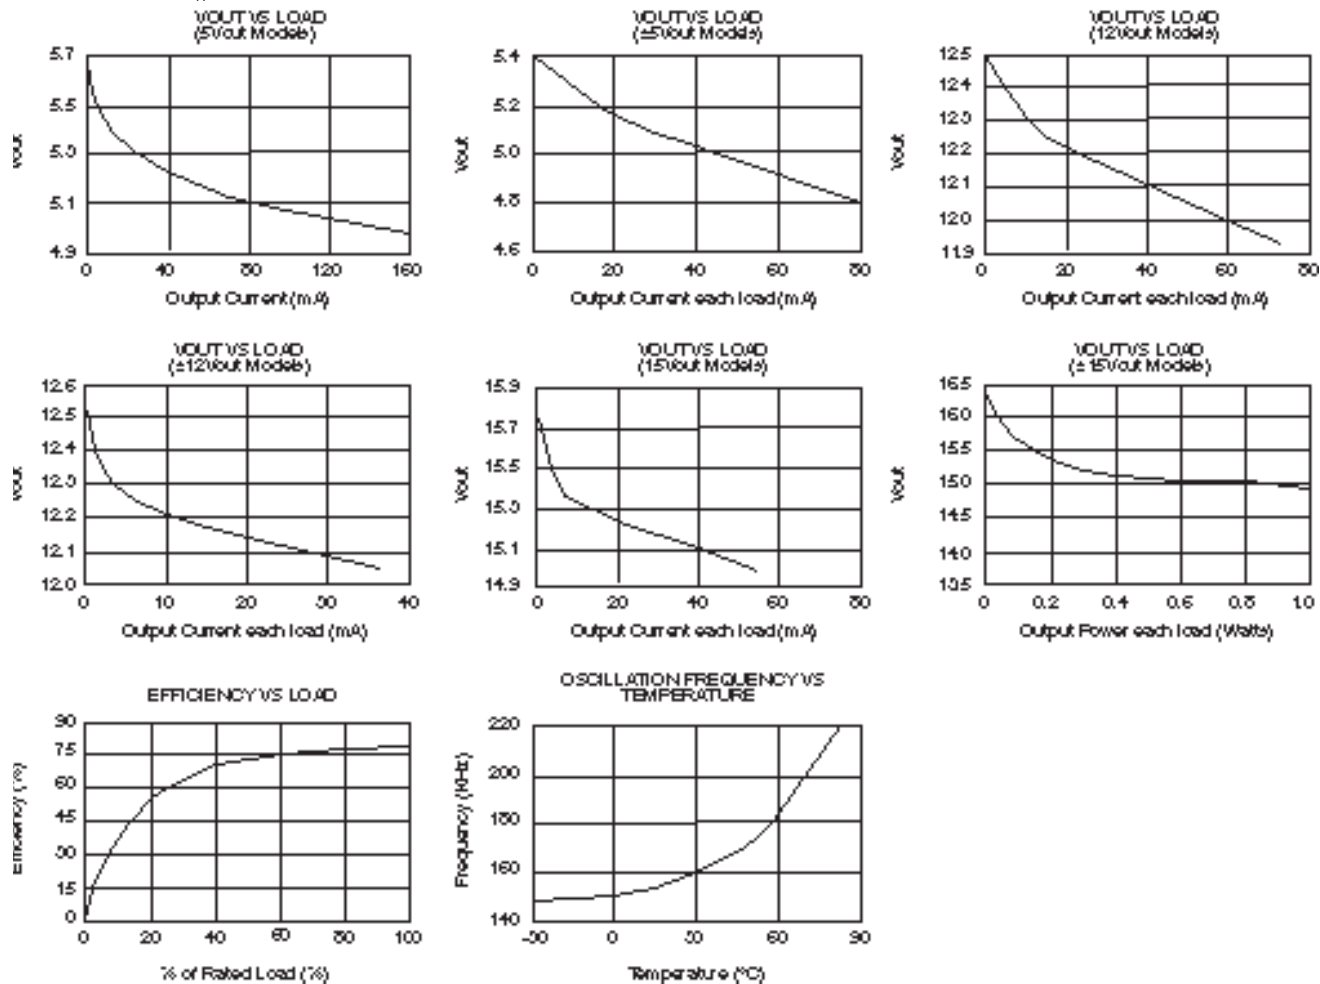 VOUT VS LOAD
(5Vout Models)
5.7
5.5
5.3
5.1
4.9
Vout
0 40 80 120 160
Output Current (mA)
VOUT VS LOAD
(±5Vout Models)
5.4
5.2
5.0
4.8
4.6
Vout
0 20 40 60 80
Output Current each load (mA)
VOUT VS LOAD
(12Vout Models)
12.5
12.4
12.3
12.2
12.1
12.0
11.9
Vout
0 20 40 60 80
Output Current each load (mA)
VOUT VS LOAD
(±12Vout Models)
12.6
12.5
12.4
12.3
12.2
12.1
12.0
Vout
0 10 20 30 40
Output Current each load (mA)
VOUT VS LOAD
(15Vout Models)
15.9
15.7
15.5
15.3
15.1
14.9
Vout
0 20 40 60 80
Output Current each load (mA)
VOUT VS LOAD
(±15Vout Models)
16.5
16.0
15.5
15.0
14.5
14.0
13.5
Vout
0 0.2 0.4 0.6 0.8 1.0
Output Power each load (Watts)
EFFICIENCY VS LOAD
90
75
60
45
30
15
0
Efficiency (%)
0 20 40 60 80 100
% of Rated Load (%)
OSCILLATION FREQUENCY VS
TEMPERATURE
220
200
180
160
140
Frequency (KHz)
-30 0 30 60 90
Temperature (°C)